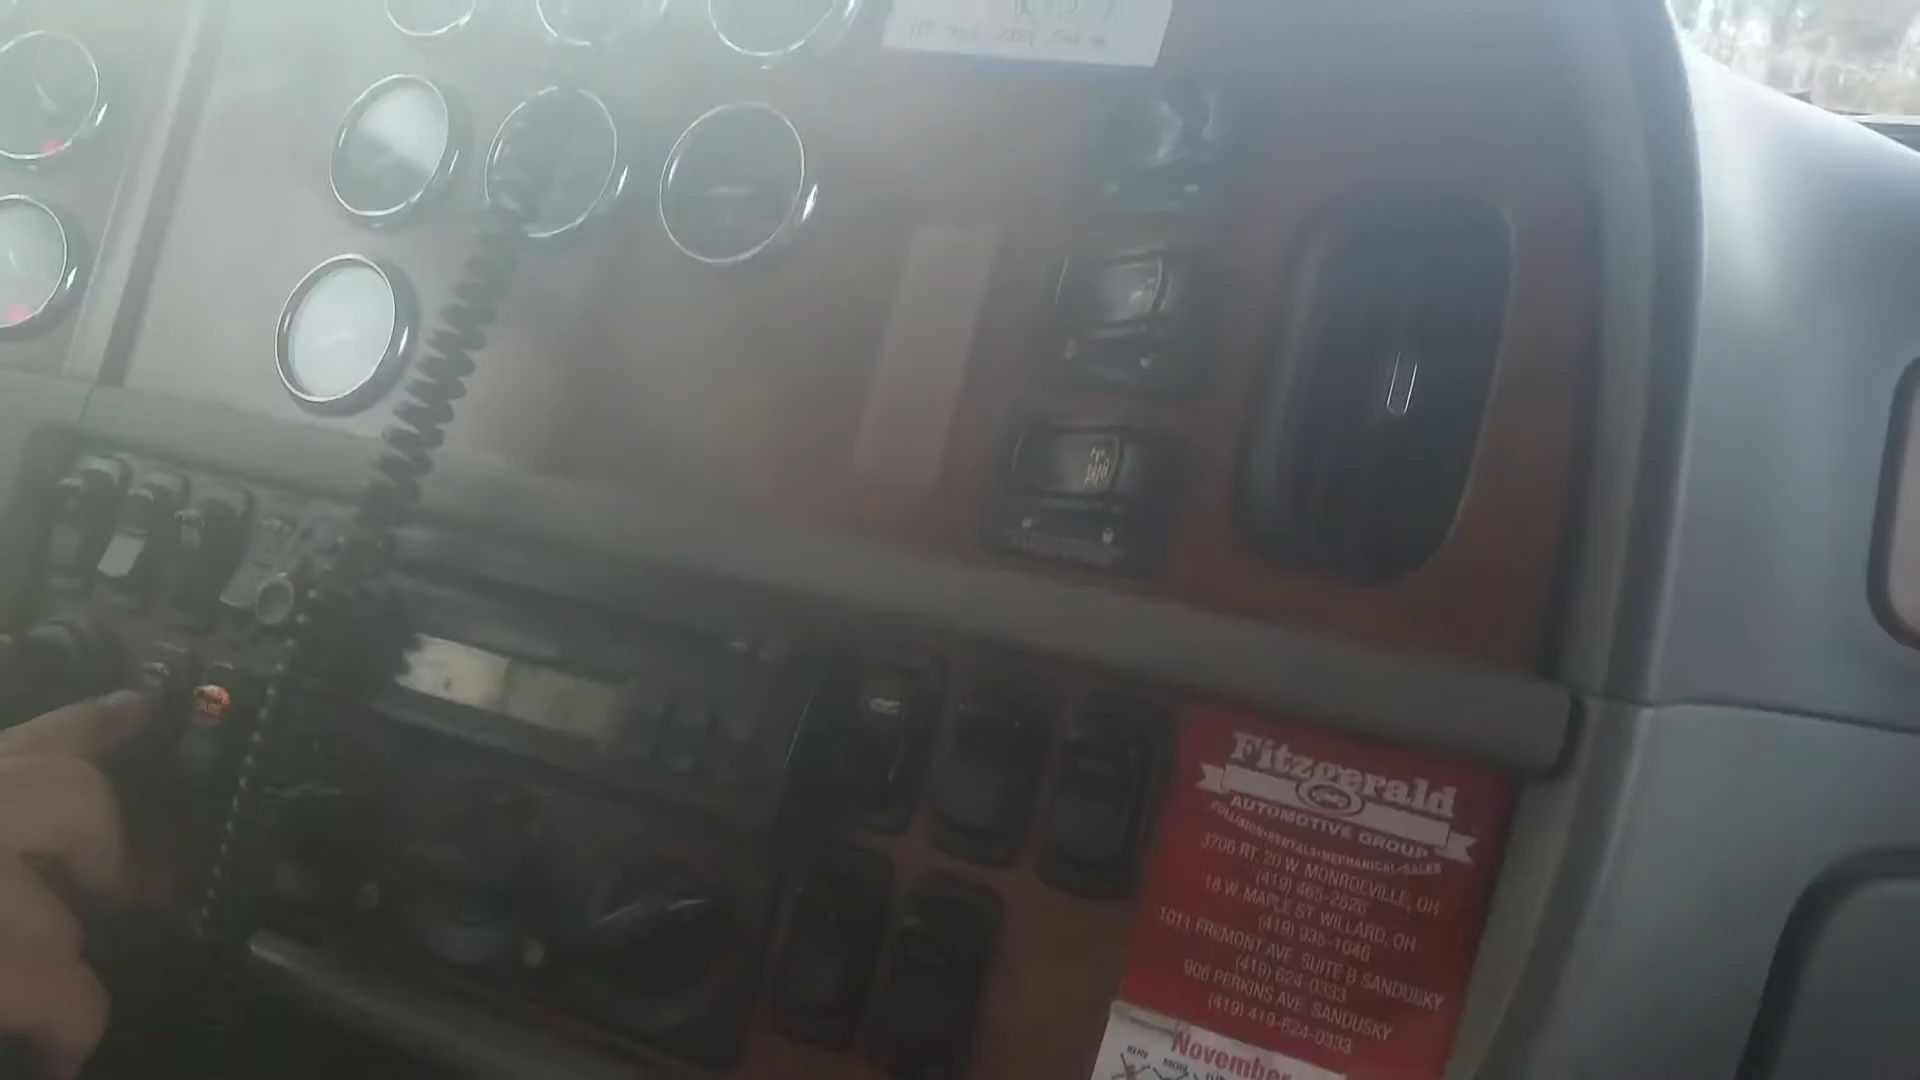 Fitzgerald
AUTOMOTIVE GROUP
COLLISION•RENTALS•MECHANICAL•SALES
3706 RT. 20 W. MONROEVILLE, OH
(419) 465-2526
18 W. MAPLE ST WILLARD, OH
(419) 935-1046
1011 FREMONT AVE. SUITE B SANDUSKY
(419) 624-0333
906 PERKINS AVE. SANDUSKY
(419) 419-624-0333
November
SUN MON